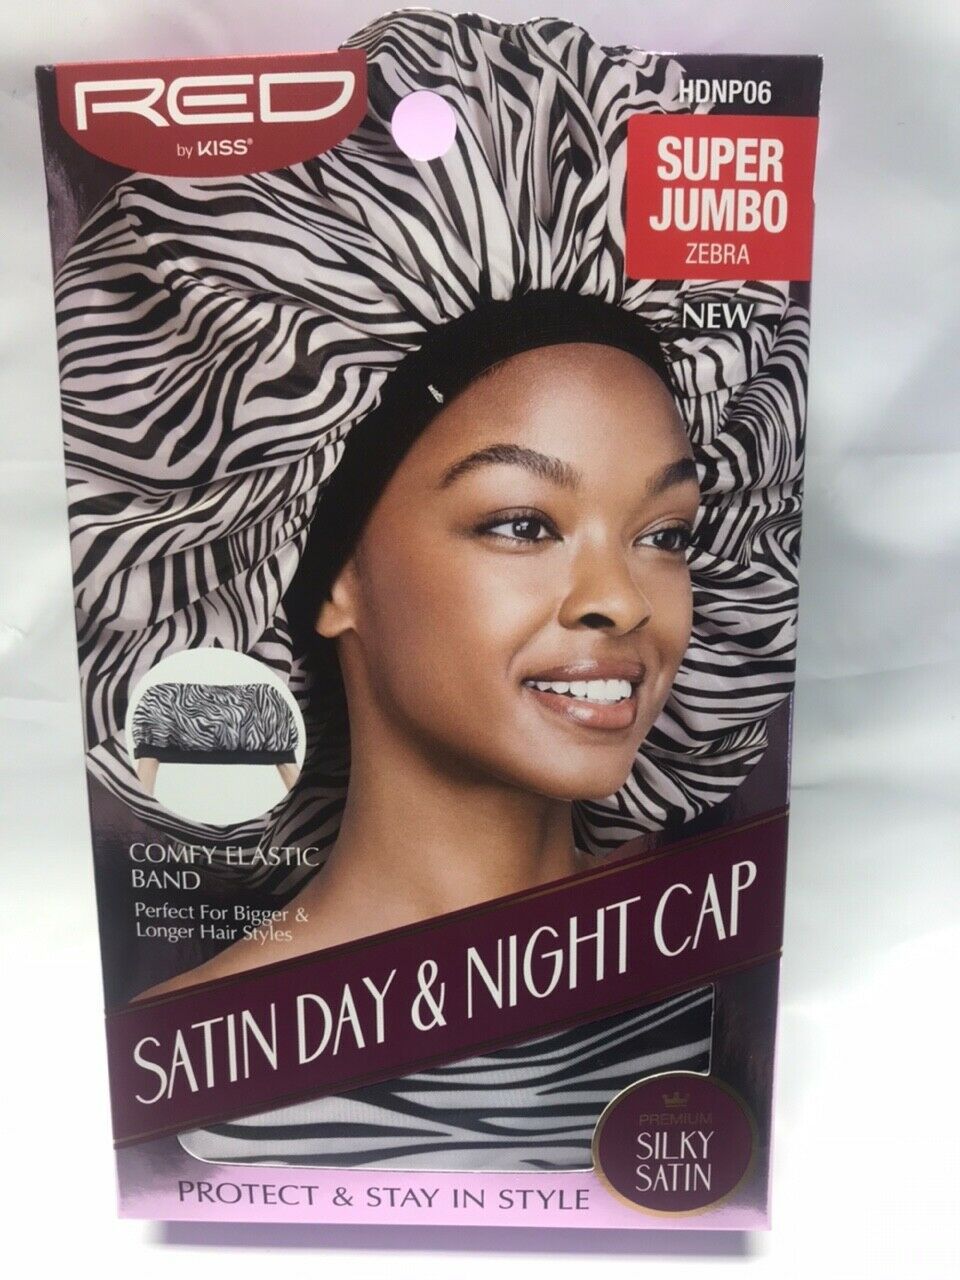 RED
by KISS®
HDNP06
SUPER
JUMBO
ZEBRA
NEW
COMFY ELASTIC
BAND
Perfect For Bigger &
Longer Hair Styles
SATIN DAY & NIGHT CAP
PREMIUM
SILKY
SATIN
PROTECT & STAY IN STYLE